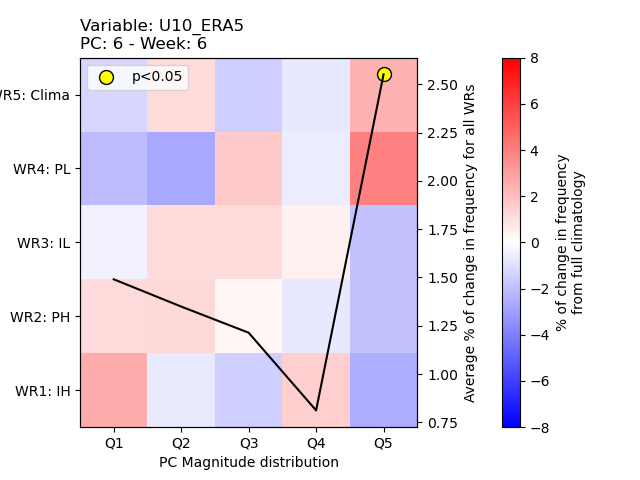 Variable: U10_ERA5
PC: 6 - Week: 6
p<0.05
WR5: Clima
WR4: PL
WR3: IL
WR2: PH
WR1: IH
Q1 Q2 Q3 Q4 Q5
PC Magnitude distribution
2.50
2.25
2.00
1.75
1.50
1.25
1.00
0.75
Average % of change in frequency for all WRs
8
6
4
2
0
−2
−4
−6
−8
% of change in frequency
from full climatology